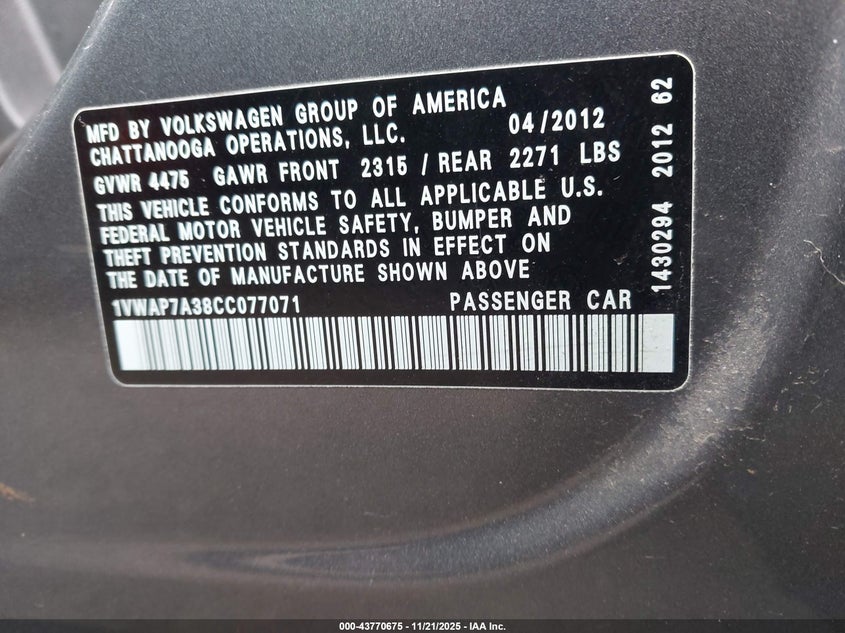 MFD BY VOLKSWAGEN GROUP OF AMERICA
CHATTANOOGA OPERATIONS, LLC. 04/2012
GVWR 4475 GAWR FRONT 2315 / REAR 2271 LBS
THIS VEHICLE CONFORMS TO ALL APPLICABLE U.S.
FEDERAL MOTOR VEHICLE SAFETY, BUMPER AND
THEFT PREVENTION STANDARDS IN EFFECT ON
THE DATE OF MANUFACTURE SHOWN ABOVE
1VWAP7A38CC077071 PASSENGER CAR
1430294 2012 62
000-43770675 - 11/21/2025 - IAA Inc.